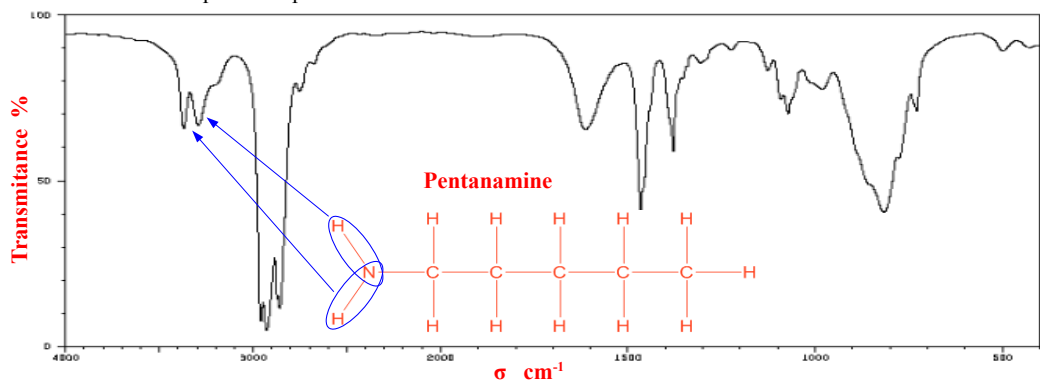 100
Transmitance %
50
0
Pentanamine
H H H H H H
N C C C C C H
H H H H H H
4000 3000 2000 1500 1000 500
σ cm-1